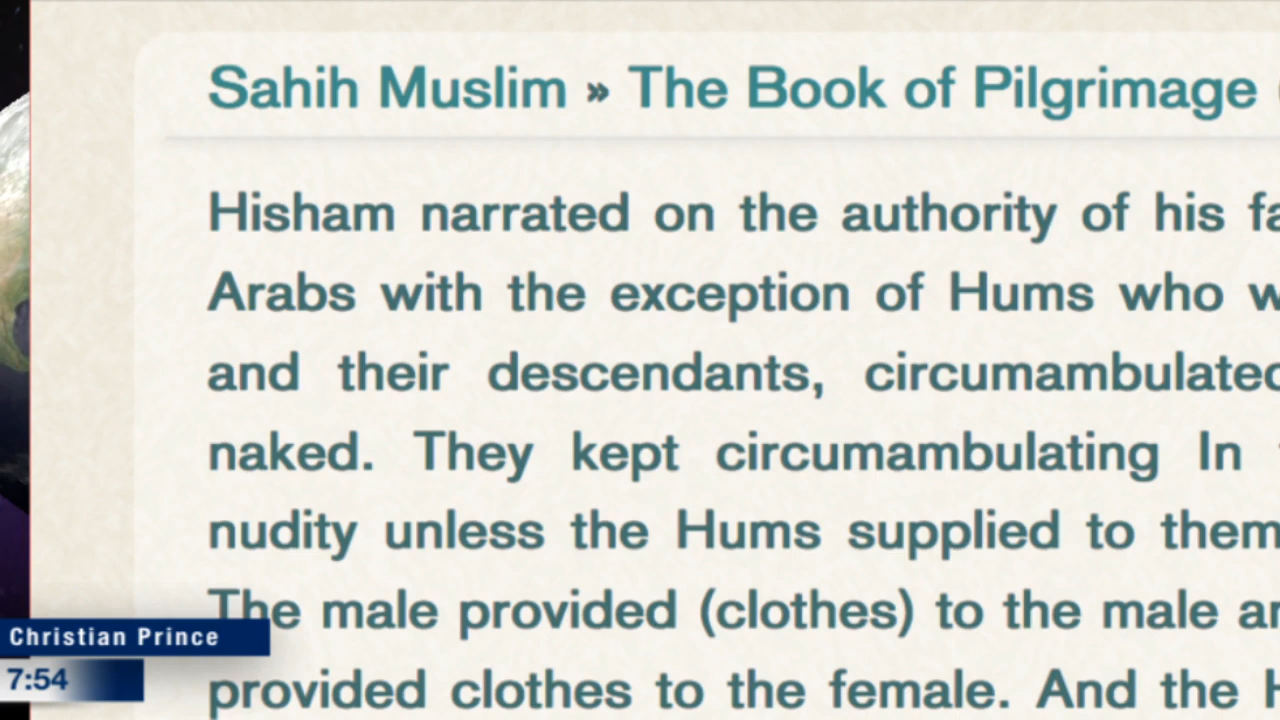 Sahih Muslim » The Book of Pilgrimage
Hisham narrated on the authority of his
Arabs with the exception of Hums who
and their descendants, circumambulated
naked. They kept circumambulating In
nudity unless the Hums supplied to them
The male provided (clothes) to the male
provided clothes to the female. And the
Christian Prince
7:54